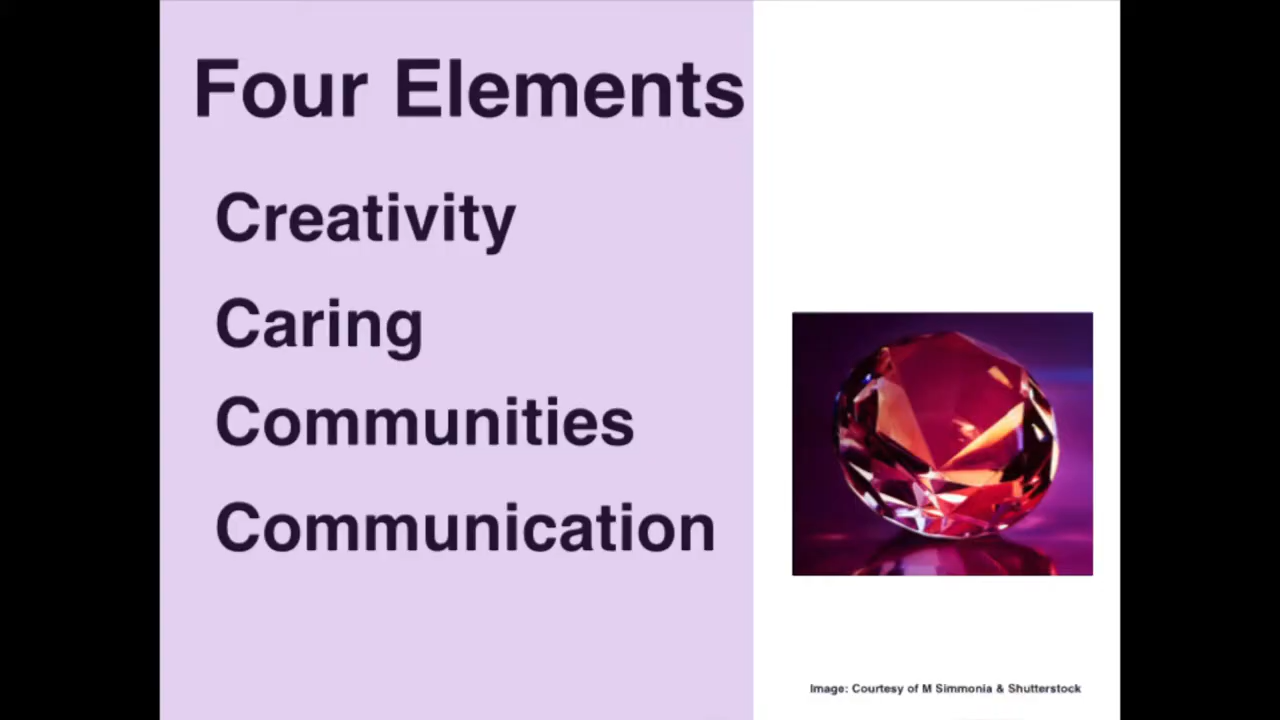 Four Elements
Creativity
Caring
Communities
Communication
Image: Courtesy of M Simmonia & Shutterstock